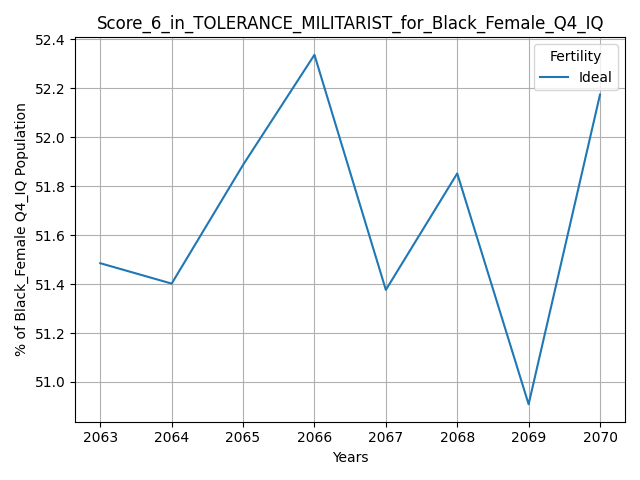 Score_6_in_TOLERANCE_MILITARIST_for_Black_Female_Q4_IQ
Fertility
Ideal
% of Black_Female Q4_IQ Population
52.4
52.2
52.0
51.8
51.6
51.4
51.2
51.0
2063 2064 2065 2066 2067 2068 2069 2070
Years